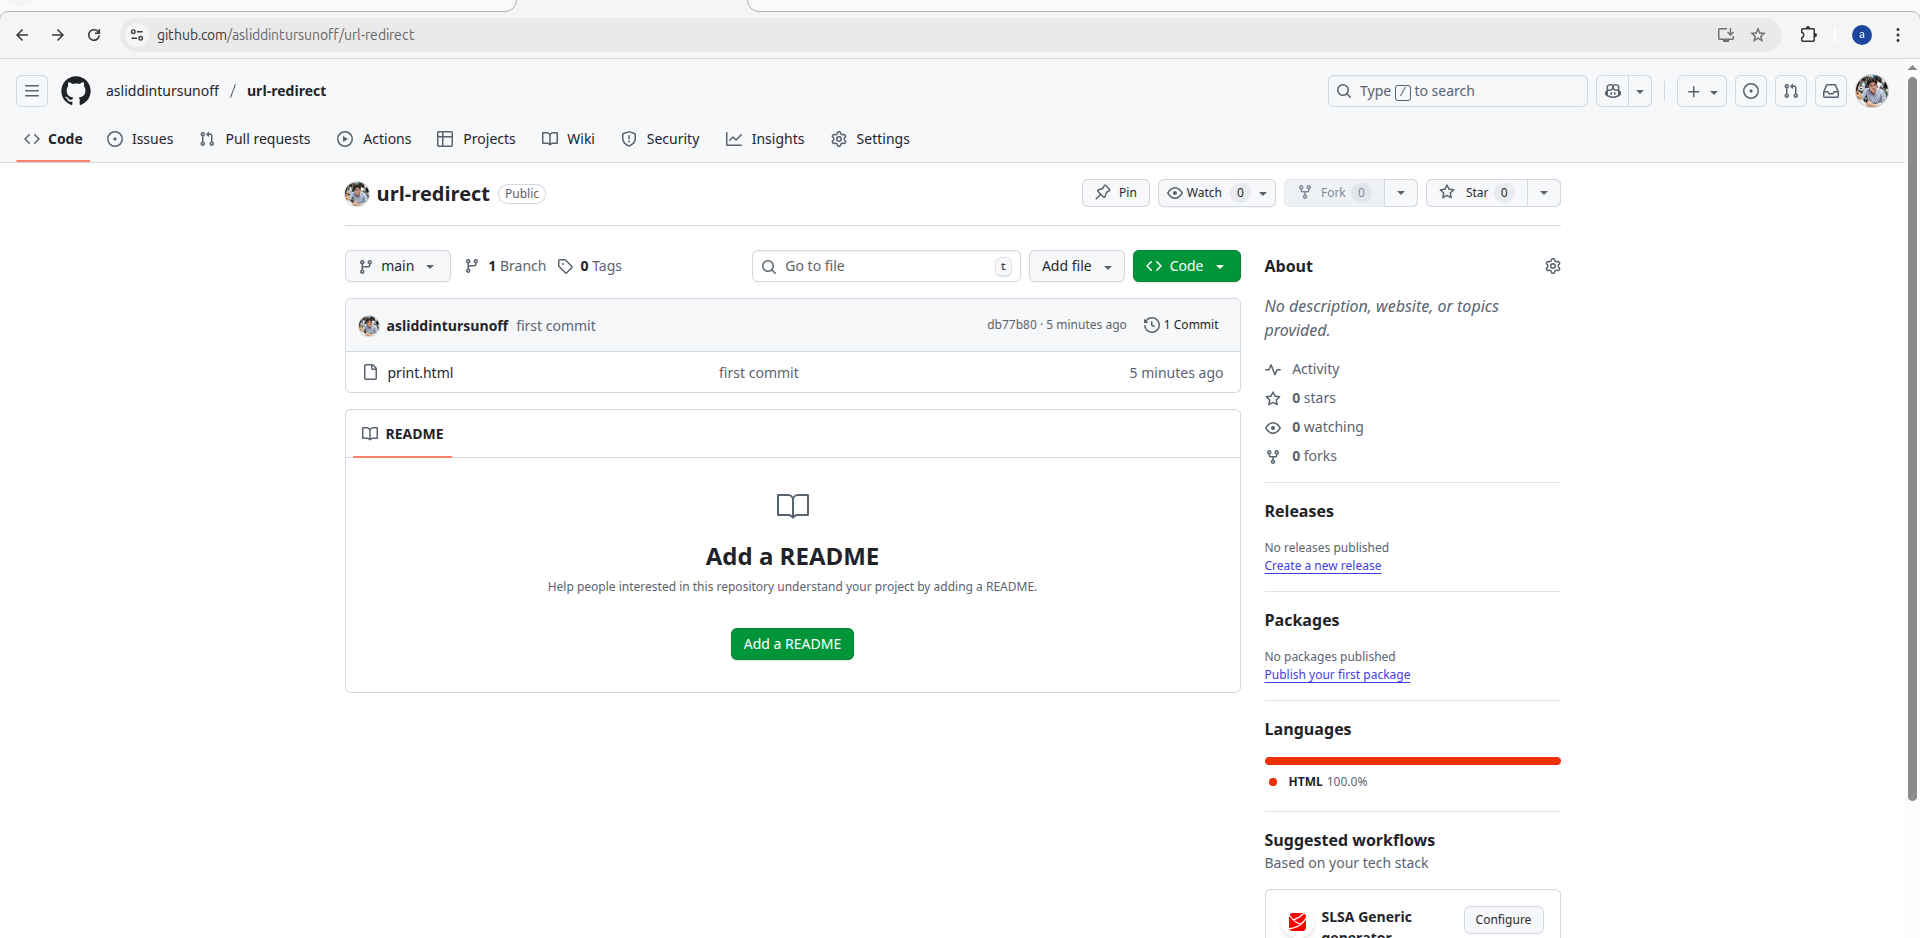 github.com/asliddintursunoff/url-redirect
a
asliddintursunoff / url-redirect
Type / to search
Code
Issues
Pull requests
Actions
Projects
Wiki
Security
Insights
Settings
url-redirect Public
Pin
Watch 0
Fork 0
Star 0
main
1 Branch
0 Tags
Go to file t
Add file
Code
asliddintursunoff first commit
db77b80 · 5 minutes ago
1 Commit
print.html
first commit
5 minutes ago
README
Add a README
Help people interested in this repository understand your project by adding a README.
Add a README
About
No description, website, or topics
provided.
Activity
0 stars
0 watching
0 forks
Releases
No releases published
Create a new release
Packages
No packages published
Publish your first package
Languages
HTML 100.0%
Suggested workflows
Based on your tech stack
SLSA Generic
generator
Configure